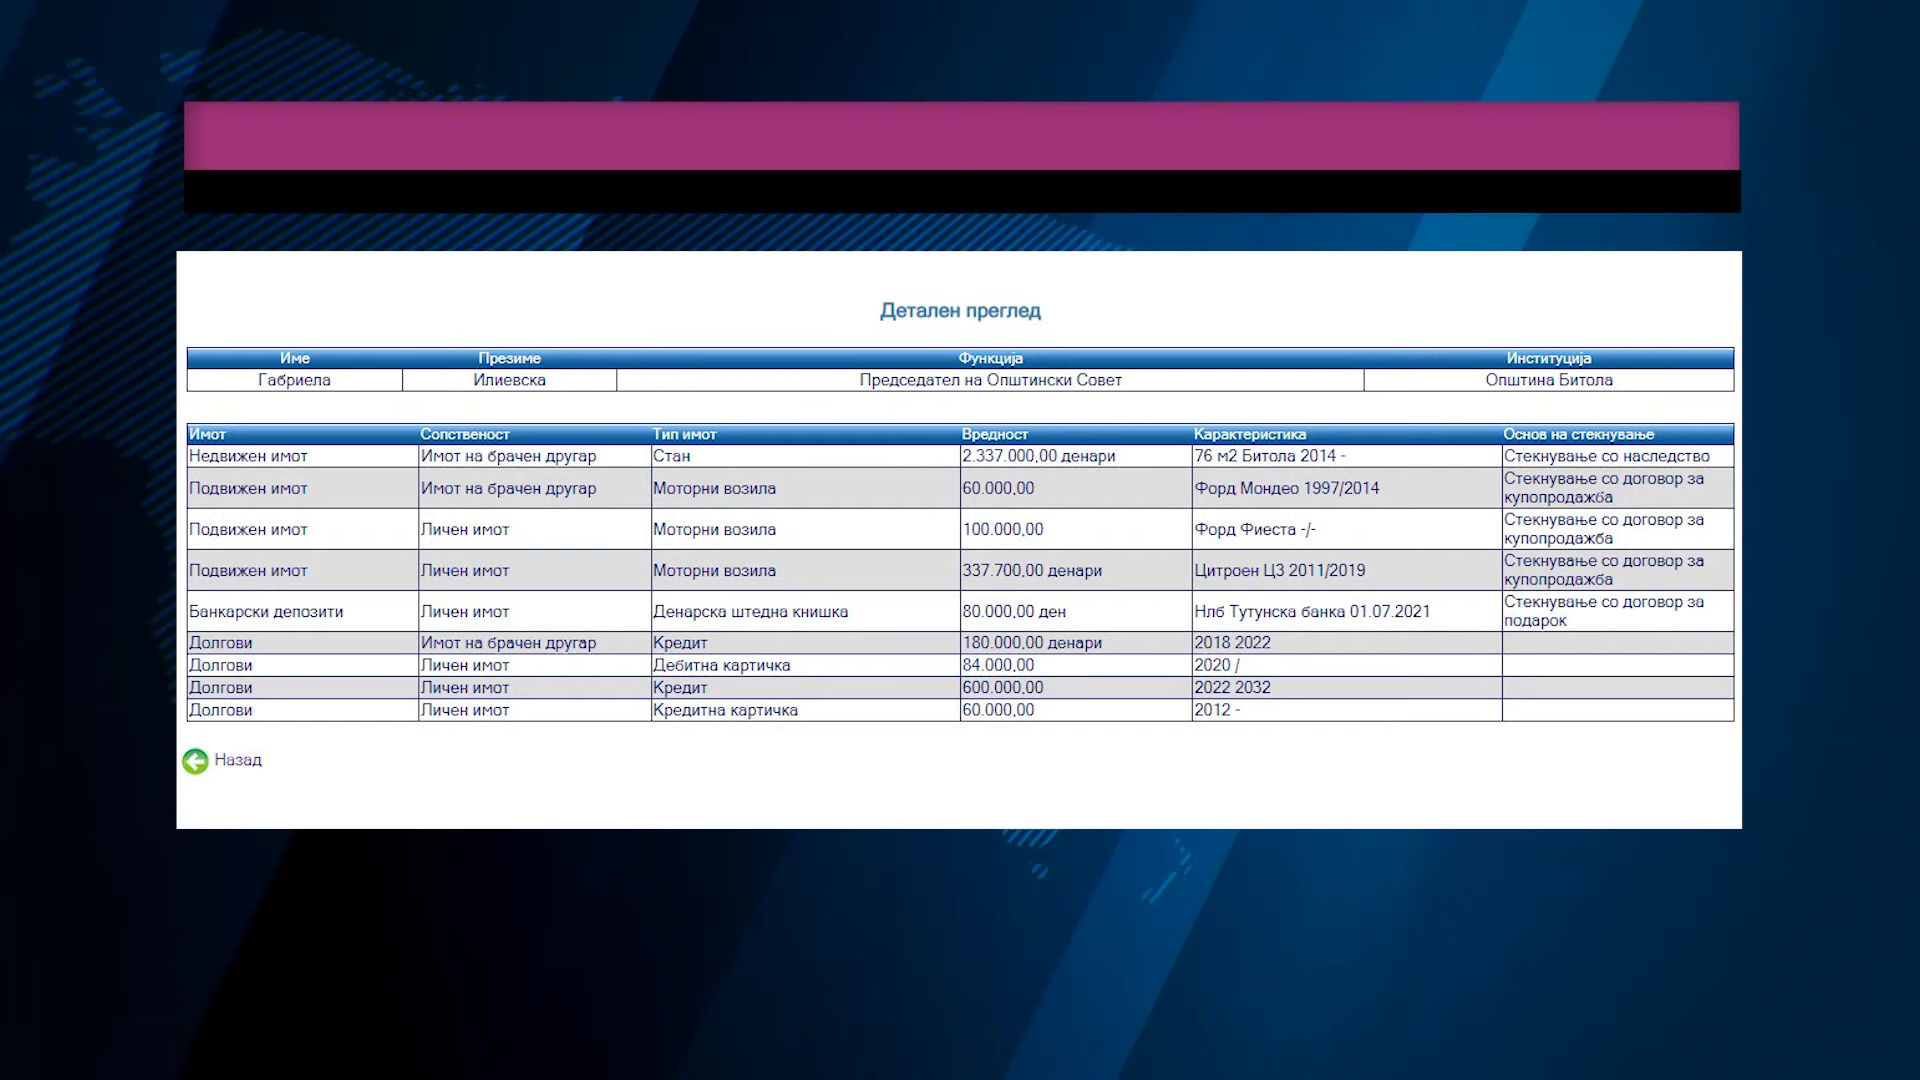 Детален преглед
Име Презиме Функција Институција
Габриела Илиевска Председател на Општински Совет Општина Битола
Имот Сопственост Тип имот Вредност Карактеристика Основ на стекнување
Недвижен имот Имот на брачен другар Стан 2.337.000,00 денари 76 м2 Битола 2014 - Стекнување со наследство
Подвижен имот Имот на брачен другар Моторни возила 60.000,00 Форд Мондео 1997/2014 Стекнување со договор за
купопродажба
Подвижен имот Личен имот Моторни возила 100.000,00 Форд Фиеста -/- Стекнување со договор за
купопродажба
Подвижен имот Личен имот Моторни возила 337.700,00 денари Цитроен Ц3 2011/2019 Стекнување со договор за
купопродажба
Банкарски депозити Личен имот Денарска штедна книшка 80.000,00 ден Нлб Тутунска банка 01.07.2021 Стекнување со договор за
подарок
Долгови Имот на брачен другар Кредит 180.000,00 денари 2018 2022
Долгови Личен имот Дебитна картичка 84.000,00 2020 /
Долгови Личен имот Кредит 600.000,00 2022 2032
Долгови Личен имот Кредитна картичка 60.000,00 2012 -
Назад